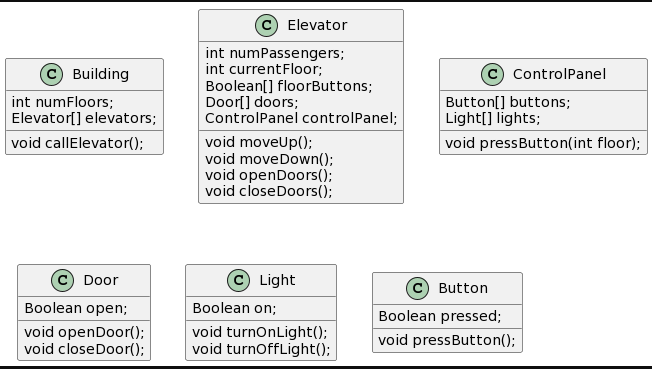 C Building
int numFloors;
Elevator[] elevators;
void callElevator();
C Elevator
int numPassengers;
int currentFloor;
Boolean[] floorButtons;
Door[] doors;
ControlPanel controlPanel;
void moveUp();
void moveDown();
void openDoors();
void closeDoors();
C ControlPanel
Button[] buttons;
Light[] lights;
void pressButton(int floor);
C Door
Boolean open;
void openDoor();
void closeDoor();
C Light
Boolean on;
void turnOnLight();
void turnOffLight();
C Button
Boolean pressed;
void pressButton();